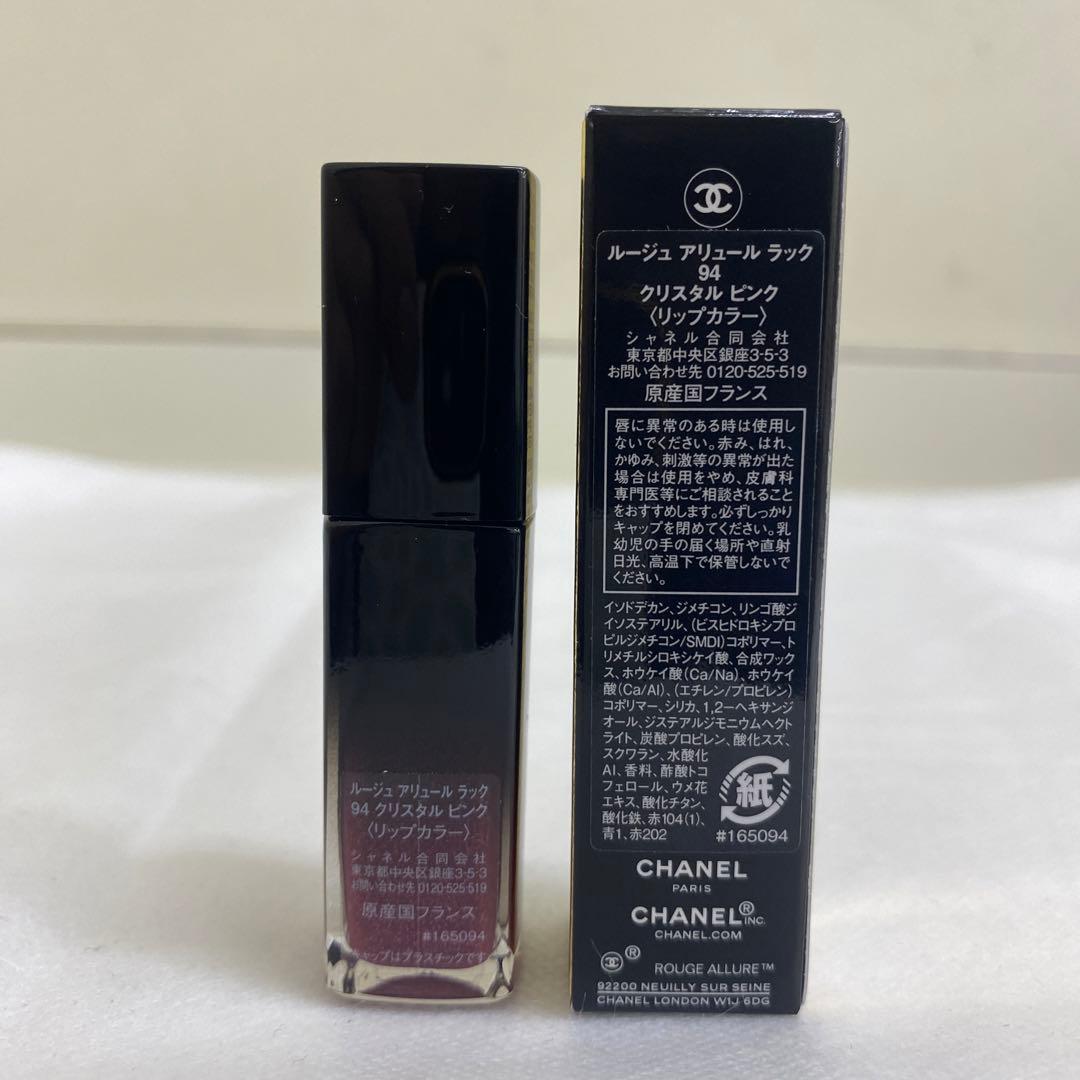 ルージュ アリュール ラック
94 クリスタル ピンク
〈リップカラー〉
シャネル合同会社
東京都中央区銀座3-5-3
お問い合わせ先 0120-525-519
原産国フランス
#165094
キャップはプラスチックです
ルージュ アリュール ラック
94
クリスタル ピンク
〈リップカラー〉
シャネル合同会社
東京都中央区銀座3-5-3
お問い合わせ先 0120-525-519
原産国フランス
唇に異常のある時は使用し
ないでください。赤み、はれ、
かゆみ、刺激等の異常が出た
場合は使用をやめ、皮膚科
専門医等にご相談されること
をおすすめします。必ずしっかり
キャップを閉めてください。乳
幼児の手の届く場所や直射
日光、高温下で保管しないで
ください。
イソドデカン、ジメチコン、リンゴ酸ジ
イソステアリル、(ビスヒドロキシプロ
ピルジメチコン/SMDI)コポリマー、ト
リメチルシロキシケイ酸、合成ワック
ス、ホウケイ酸(Ca/Na)、ホウケイ
酸(Ca/Al)、(エチレン/プロピレン)
コポリマー、シリカ、1,2-ヘキサンジ
オール、ジステアルジモニウムヘクト
ライト、炭酸プロピレン、酸化スズ、
スクワラン、水酸化
Al、香料、酢酸トコ
フェロール、ウメ花
エキス、酸化チタン、
酸化鉄、赤104(1)、
青1、赤202
紙
#165094
CHANEL
PARIS
CHANEL® INC.
CHANEL.COM
® ROUGE ALLURE™
92200 NEUILLY SUR SEINE
CHANEL LONDON W1J 6DG